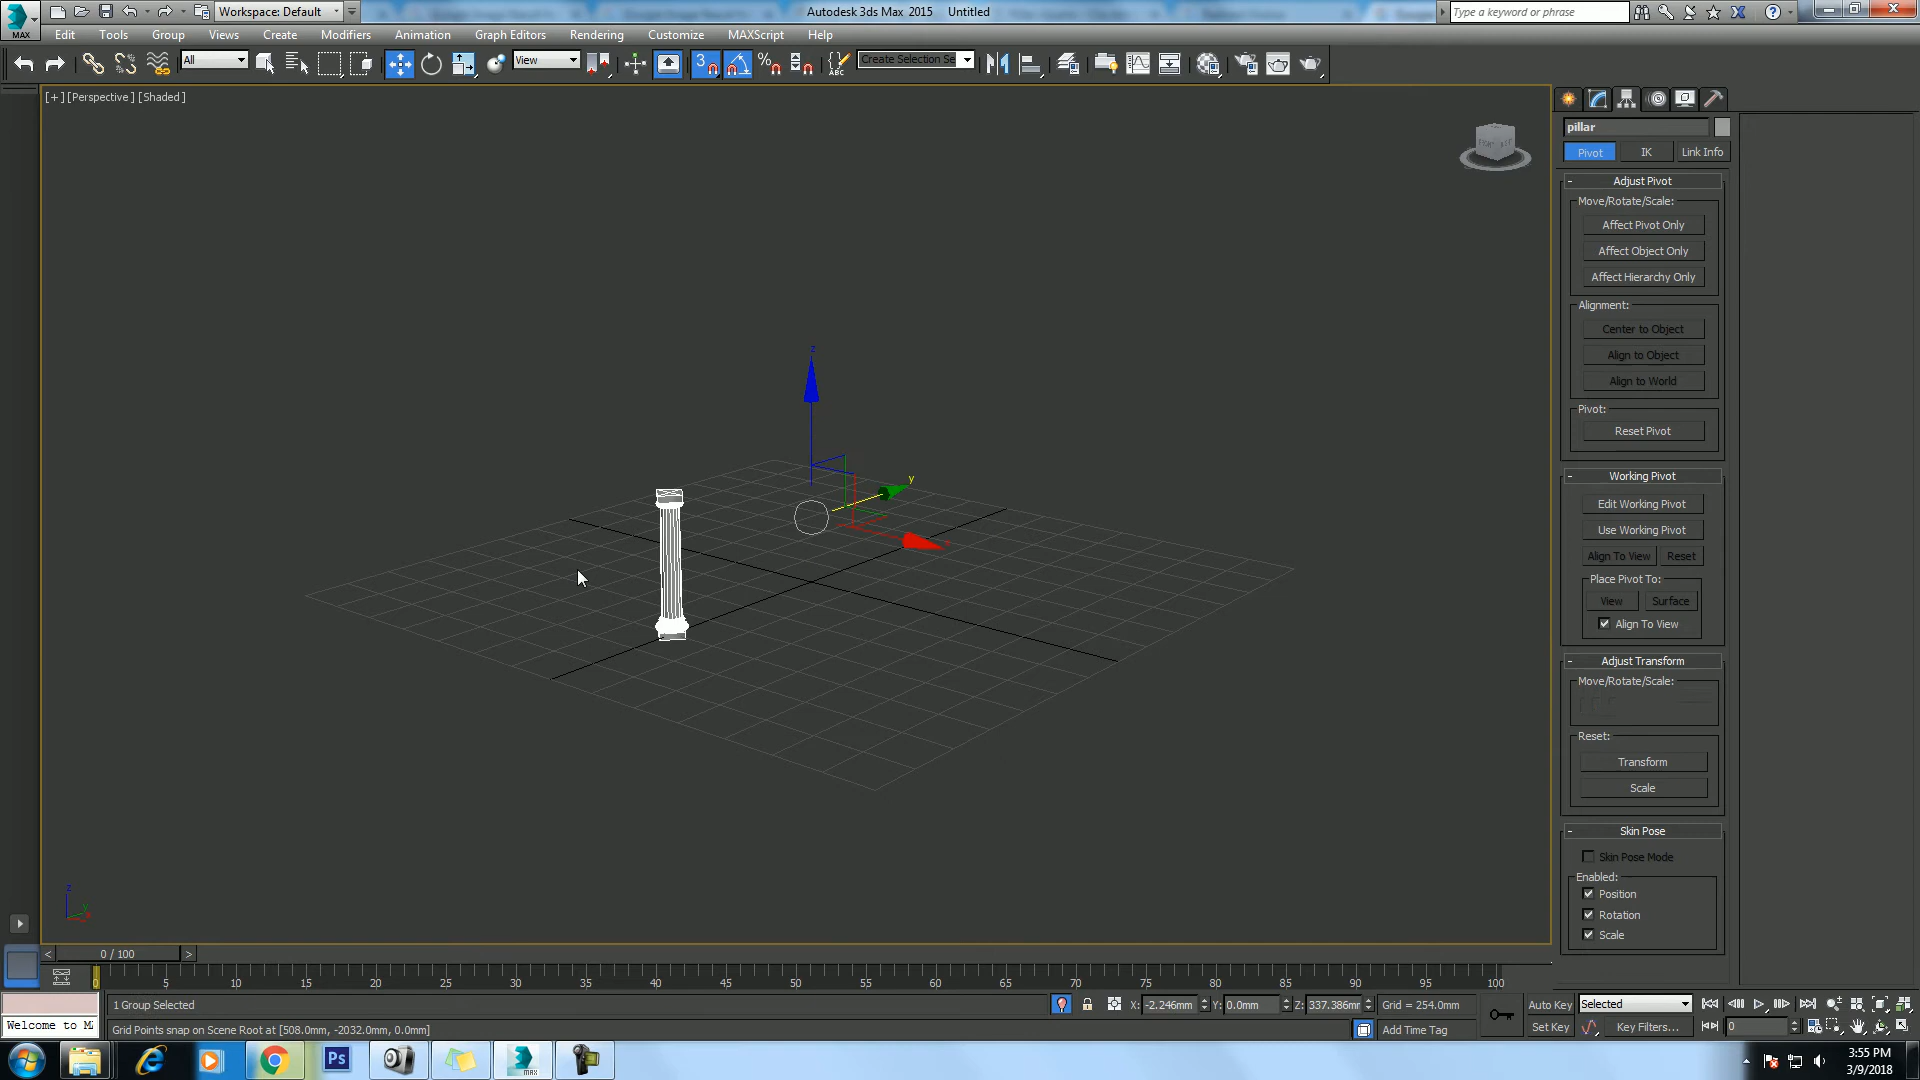 Workspace: Default
Autodesk 3ds Max 2015 Untitled
Type a keyword or phrase
MAX
Edit Tools Group Views Create Modifiers Animation Graph Editors Rendering Customize MAXScript Help
All
View
3
ABC
Create Selection Se
[+] [Perspective ] [Shaded ]
pillar
Pivot IK Link Info
- Adjust Pivot
Move/Rotate/Scale:
Affect Pivot Only
Affect Object Only
Affect Hierarchy Only
Alignment:
Center to Object
Align to Object
Align to World
Pivot:
Reset Pivot
- Working Pivot
Edit Working Pivot
Use Working Pivot
Align To View Reset
Place Pivot To:
View Surface
Align To View
- Adjust Transform
Move/Rotate/Scale:
Reset:
Transform
Scale
- Skin Pose
Skin Pose Mode
Enabled:
Position
Rotation
Scale
z
y
x
z
y
x
< 0 / 100 >
0 5 10 15 20 25 30 35 40 45 50 55 60 65 70 75 80 85 90 95 100
1 Group Selected
X: -2.246mm Y: 0.0mm Z: 337.386mm Grid = 254.0mm
Auto Key Selected
Welcome to M
Grid Points snap on Scene Root at [508.0mm, -2032.0mm, 0.0mm]
Add Time Tag
Set Key Key Filters... 0
Ps
MAX
3:55 PM
3/9/2018